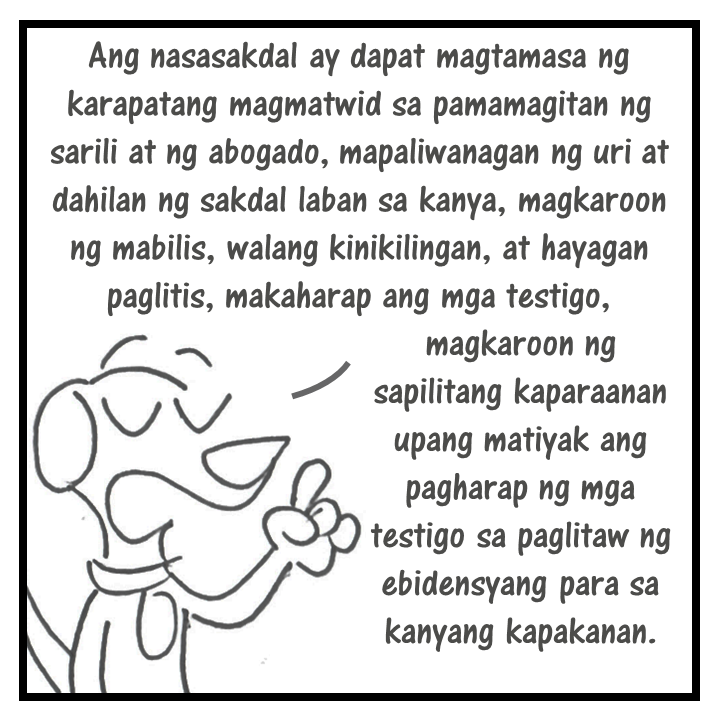 Ang nasasakdal ay dapat magtamasa ng
karapatang magmatwid sa pamamagitan ng
sarili at ng abogado, mapaliwanagan ng uri at
dahilan ng sakdal laban sa kanya, magkaroon
ng mabilis, walang kinikilingan, at hayagan
paglitis, makaharap ang mga testigo,
magkaroon ng
sapilitang kaparaanan
upang matiyak ang
pagharap ng mga
testigo sa paglitaw ng
ebidensyang para sa
kanyang kapakanan.